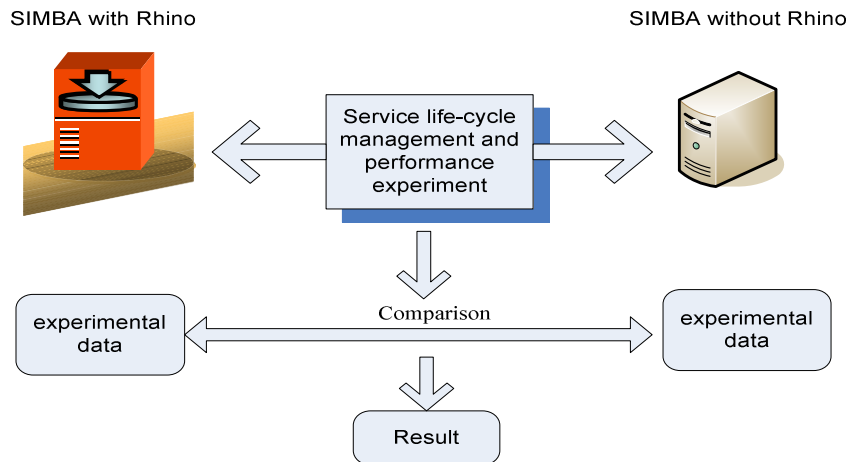 SIMBA with Rhino
SIMBA without Rhino
Service life-cycle
management and
performance
experiment
Comparison
experimental
data
experimental
data
Result